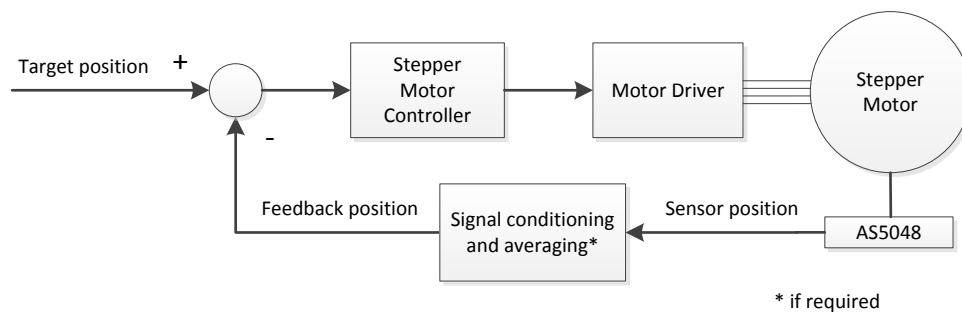 Target position
+
-
Stepper
Motor
Controller
Motor Driver
Stepper
Motor
Feedback position
Signal conditioning
and averaging*
Sensor position
AS5048
* if required